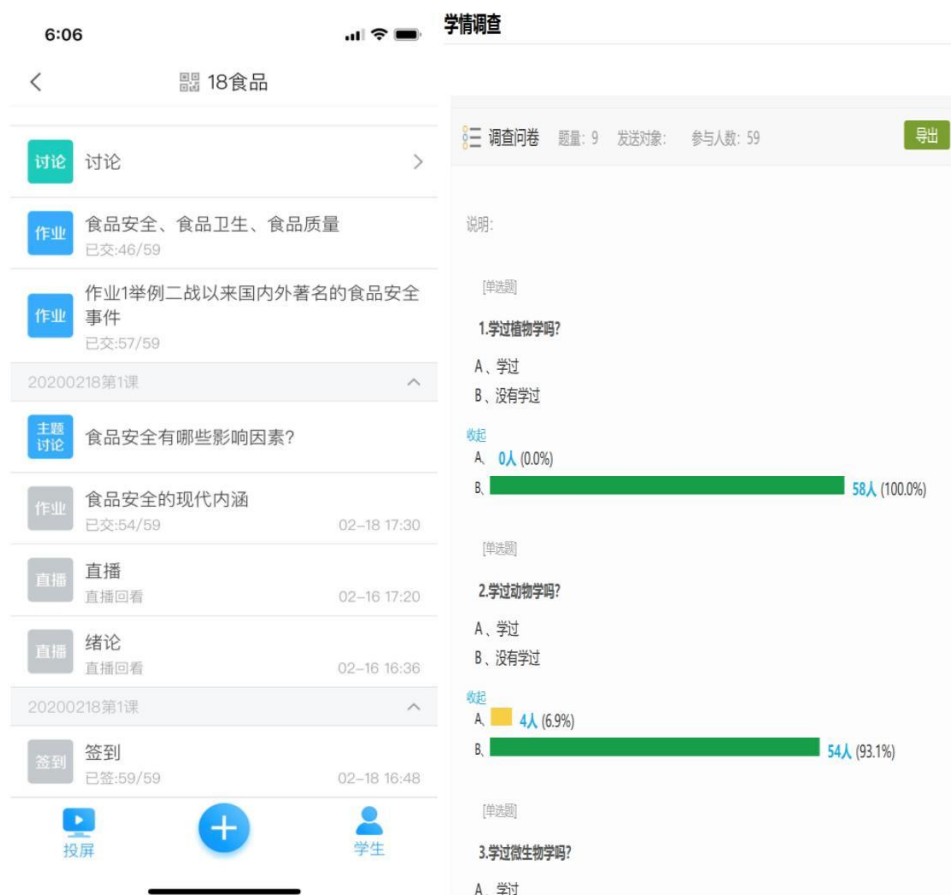 6:06
18食品
讨论
讨论
作业
食品安全、食品卫生、食品质量
已交:46/59
作业
作业1举例二战以来国内外著名的食品安全
事件
已交:57/59
20200218第1课
主题
讨论
食品安全有哪些影响因素?
作业
食品安全的现代内涵
已交:54/59
02-18 17:30
直播
直播
直播回看
02-16 17:20
直播
绪论
直播回看
02-16 16:36
20200218第1课
签到
签到
已签:59/59
02-18 16:48
投屏
学生
学情调查
调查问卷 题量: 9 发送对象: 参与人数: 59
导出
说明:
[单选题]
1.学过植物学吗?
A、学过
B、没有学过
收起
A、 0人 (0.0%)
B、 58人 (100.0%)
[单选题]
2.学过动物学吗?
A、学过
B、没有学过
收起
A、 4人 (6.9%)
B、 54人 (93.1%)
[单选题]
3.学过微生物学吗?
A、学过